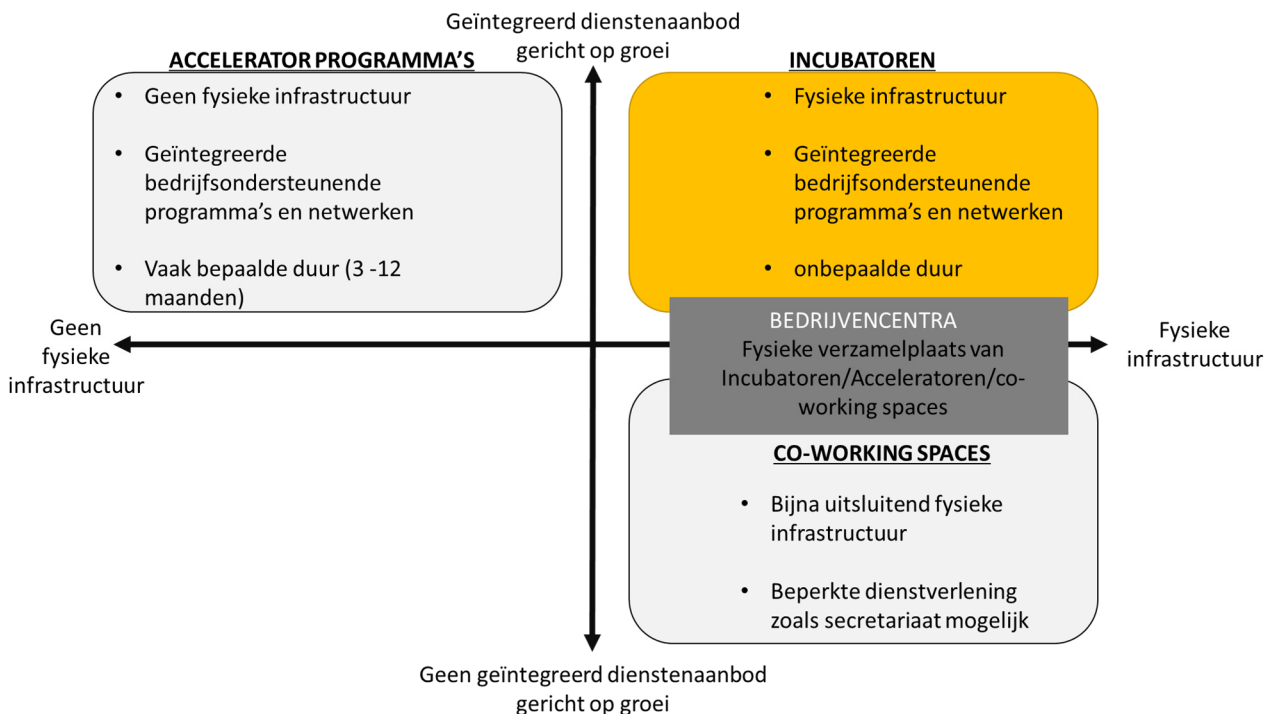 Geïntegreerd dienstenaanbod
gericht op groei
ACCELERATOR PROGRAMMA'S
• Geen fysieke infrastructuur
• Geïntegreerde
bedrijfsondersteunende
programma's en netwerken
• Vaak bepaalde duur (3 -12
maanden)
INCUBATOREN
• Fysieke infrastructuur
• Geïntegreerde
bedrijfsondersteunende
programma's en netwerken
• onbepaalde duur
Geen
fysieke
infrastructuur
BEDRIJVENCENTRA
Fysieke verzamelplaats van
Incubatoren/Acceleratoren/co-
working spaces
Fysieke
infrastructuur
CO-WORKING SPACES
• Bijna uitsluitend fysieke
infrastructuur
• Beperkte dienstverlening
zoals secretariaat mogelijk
Geen geïntegreerd dienstenaanbod
gericht op groei